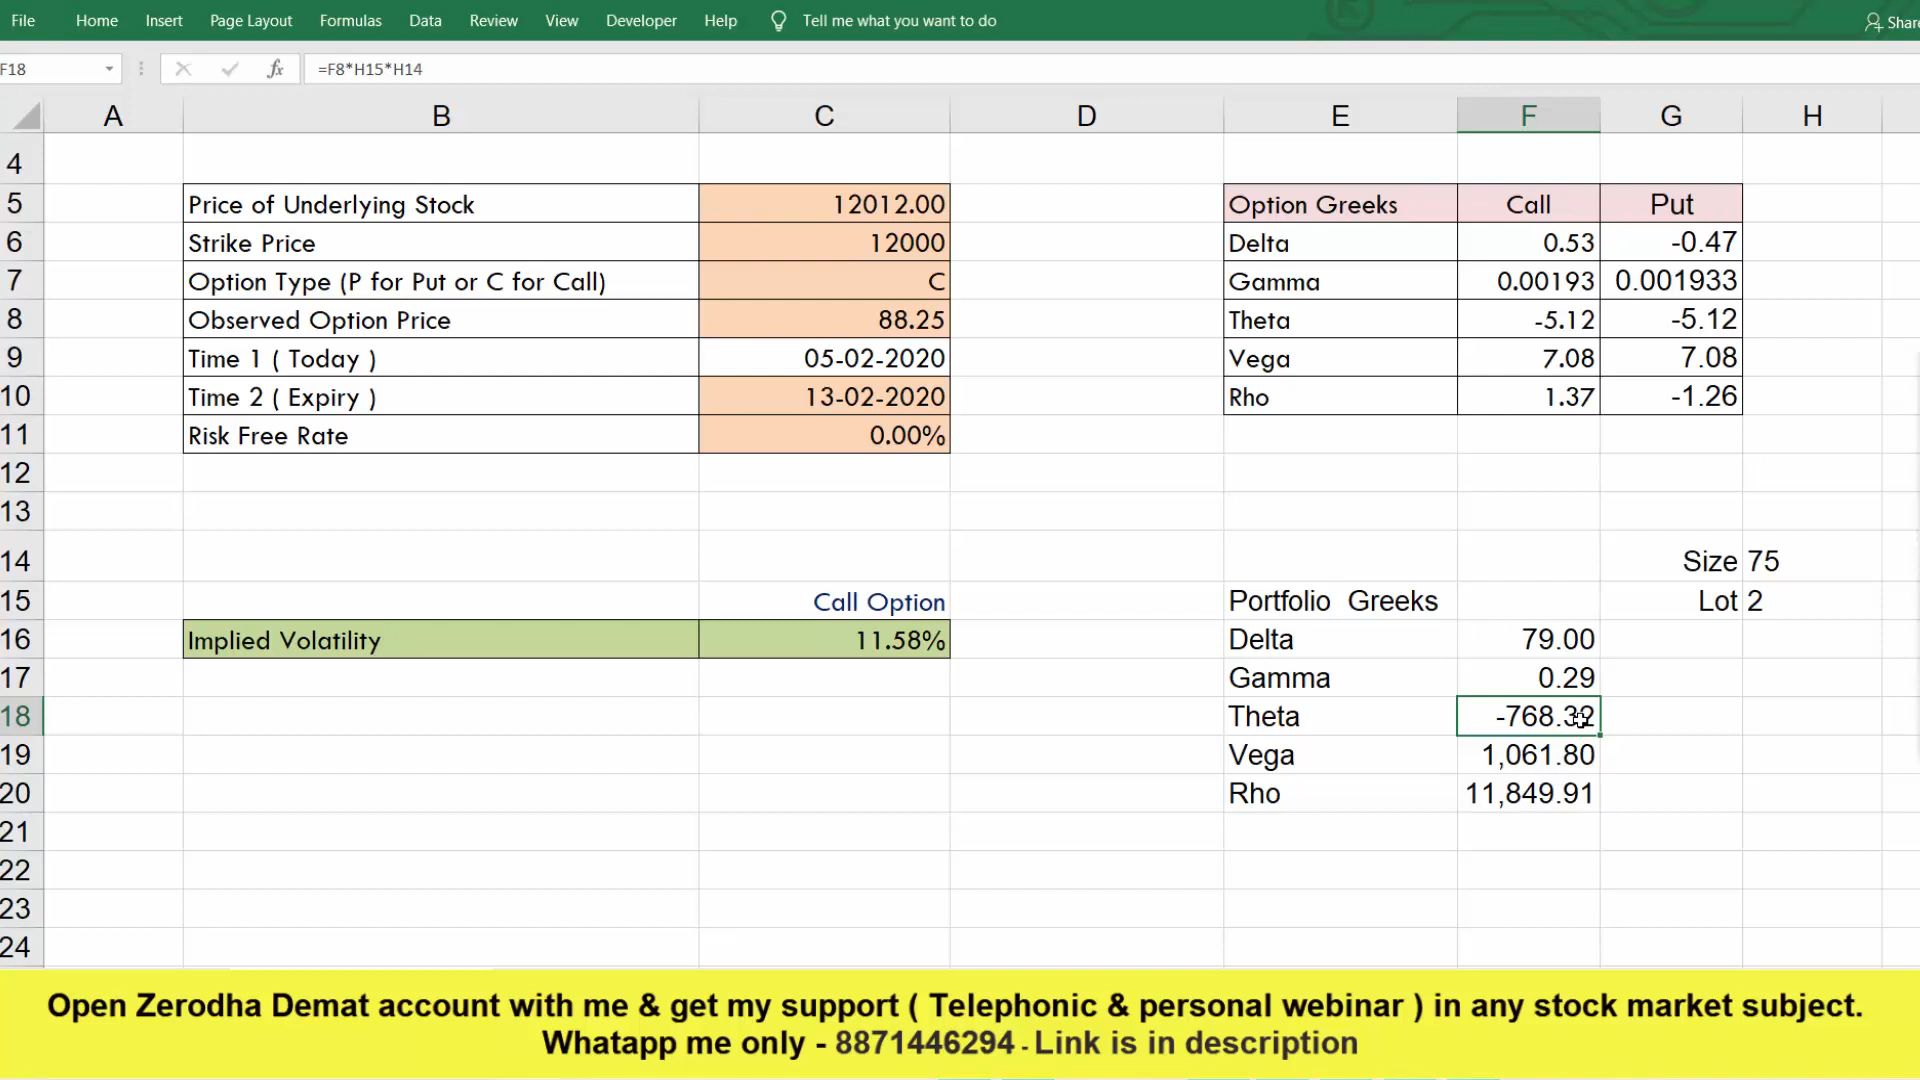 File Home Insert Page Layout Formulas Data Review View Developer Help Tell me what you want to do Share
F18 fx =F8*H15*H14
A B C D E F G H
4
5 Price of Underlying Stock 12012.00 Option Greeks Call Put
6 Strike Price 12000 Delta 0.53 -0.47
7 Option Type (P for Put or C for Call) C Gamma 0.00193 0.001933
8 Observed Option Price 88.25 Theta -5.12 -5.12
9 Time 1 ( Today ) 05-02-2020 Vega 7.08 7.08
10 Time 2 ( Expiry ) 13-02-2020 Rho 1.37 -1.26
11 Risk Free Rate 0.00%
12
13
14 Size 75
15 Call Option Portfolio Greeks Lot 2
16 Implied Volatility 11.58% Delta 79.00
17 Gamma 0.29
18 Theta -768.32
19 Vega 1,061.80
20 Rho 11,849.91
21
22
23
24
Open Zerodha Demat account with me & get my support ( Telephonic & personal webinar ) in any stock market subject.
Whatapp me only - 8871446294 - Link is in description